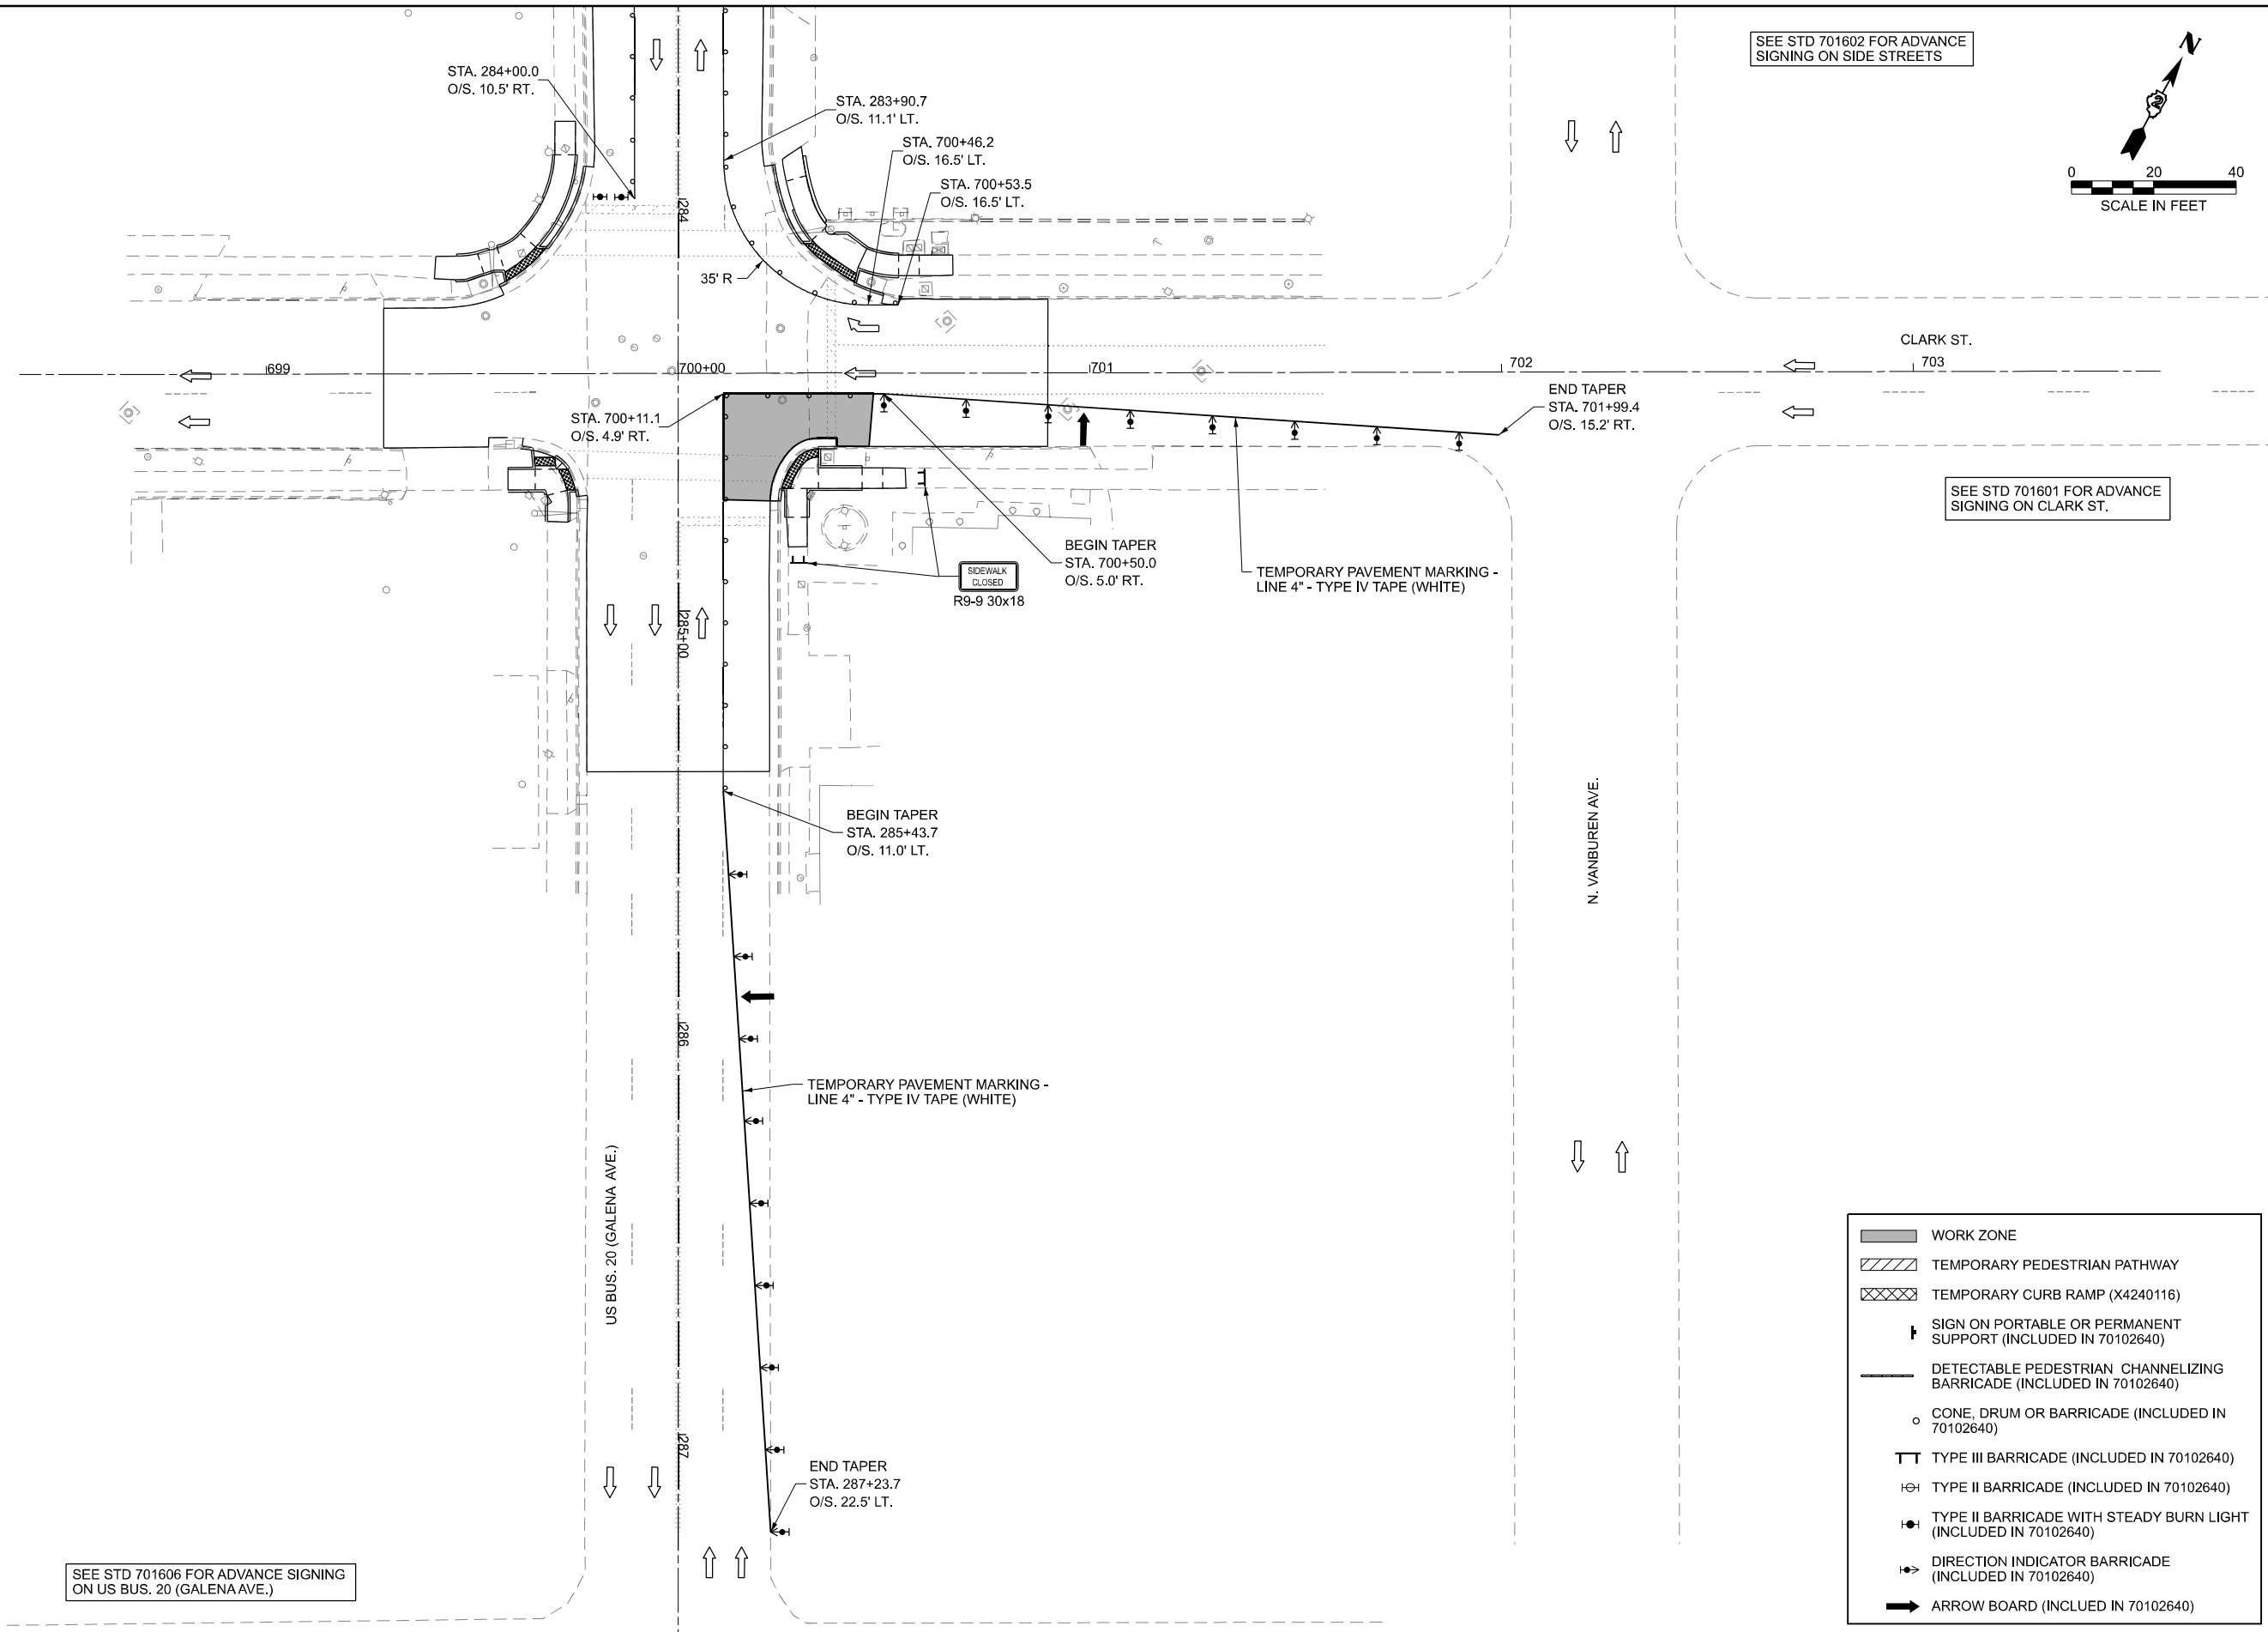 SEE STD 701602 FOR ADVANCE
SIGNING ON SIDE STREETS
N
2
0 20 40
SCALE IN FEET
STA. 284+00.0
O/S. 10.5' RT.
STA. 283+90.7
O/S. 11.1' LT.
STA. 700+46.2
O/S. 16.5' LT.
STA. 700+53.5
O/S. 16.5' LT.
284
35' R
CLARK ST.
699
700+00
701
702
703
STA. 700+11.1
O/S. 4.9' RT.
END TAPER
STA. 701+99.4
O/S. 15.2' RT.
SEE STD 701601 FOR ADVANCE
SIGNING ON CLARK ST.
BEGIN TAPER
STA. 700+50.0
O/S. 5.0' RT.
SIDEWALK
CLOSED
R9-9 30x18
TEMPORARY PAVEMENT MARKING -
LINE 4" - TYPE IV TAPE (WHITE)
285+00
BEGIN TAPER
STA. 285+43.7
O/S. 11.0' LT.
N. VANBUREN AVE.
286
TEMPORARY PAVEMENT MARKING -
LINE 4" - TYPE IV TAPE (WHITE)
US BUS. 20 (GALENA AVE.)
287
END TAPER
STA. 287+23.7
O/S. 22.5' LT.
SEE STD 701606 FOR ADVANCE SIGNING
ON US BUS. 20 (GALENA AVE.)
WORK ZONE
TEMPORARY PEDESTRIAN PATHWAY
TEMPORARY CURB RAMP (X4240116)
SIGN ON PORTABLE OR PERMANENT
SUPPORT (INCLUDED IN 70102640)
DETECTABLE PEDESTRIAN CHANNELIZING
BARRICADE (INCLUDED IN 70102640)
CONE, DRUM OR BARRICADE (INCLUDED IN
70102640)
TYPE III BARRICADE (INCLUDED IN 70102640)
TYPE II BARRICADE (INCLUDED IN 70102640)
TYPE II BARRICADE WITH STEADY BURN LIGHT
(INCLUDED IN 70102640)
DIRECTION INDICATOR BARRICADE
(INCLUDED IN 70102640)
ARROW BOARD (INCLUED IN 70102640)